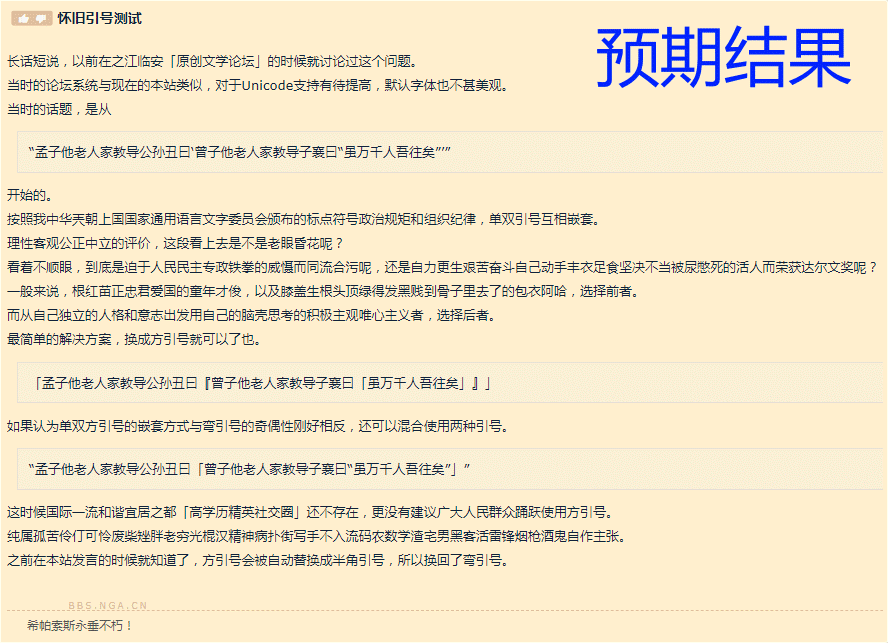 怀旧引号测试
预期结果
长话短说，以前在之江临安「原创文学论坛」的时候就讨论过这个问题。
当时的论坛系统与现在的本站类似，对于Unicode支持有待提高，默认字体也不甚美观。
当时的话题，是从
“孟子他老人家教导公孙丑曰‘曾子他老人家教导子襄曰“虽万千人吾往矣”’”
开始的。
按照我中华天朝上国国家通用语言文字委员会颁布的标点符号政治规矩和组织纪律，单双引号互相嵌套。
理性客观公正中立的评价，这段看上去是不是老眼昏花呢？
看着不顺眼，到底是迫于人民民主专政铁拳的威慑而同流合污呢，还是自力更生艰苦奋斗自己动手丰衣足食坚决不当被尿憋死的活人而荣获达尔文奖呢？
一般来说，根红苗正忠君爱国的童年才俊，以及膝盖生根头顶绿得发黑贱到骨子里去了的包衣阿哈，选择前者。
而从自己独立的人格和意志出发用自己的脑壳思考的积极主观唯心主义者，选择后者。
最简单的解决方案，换成方引号就可以了也。
「孟子他老人家教导公孙丑曰『曾子他老人家教导子襄曰「虽万千人吾往矣」』」
如果认为单双方引号的嵌套方式与弯引号的奇偶性刚好相反，还可以混合使用两种引号。
“孟子他老人家教导公孙丑曰「曾子他老人家教导子襄曰“虽万千人吾往矣”」”
这时候国际一流和谐宜居之都「高学历精英社交圈」还不存在，更没有建议广大人民群众踊跃使用方引号。
纯属孤苦伶仃可怜废柴矬胖老穷光棍汉精神病扑街写手不入流码农数学渣宅男黑客活雷锋烟枪酒鬼自作主张。
之前在本站发言的时候就知道了，方引号会被自动替换成半角引号，所以换回了弯引号。
BBS.NGA.CN
希帕索斯永垂不朽！